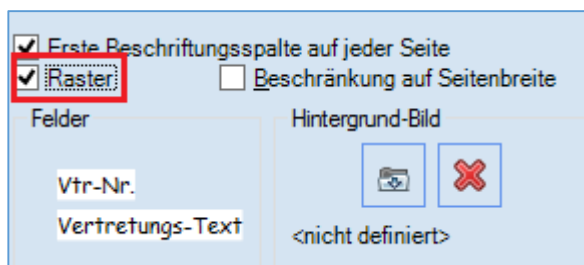 Erste Beschriftungsspalte auf jeder Seite
Raster
Beschränkung auf Seitenbreite
Felder
Hintergrund-Bild
Vtr-Nr.
Vertretungs-Text
<nicht definiert>